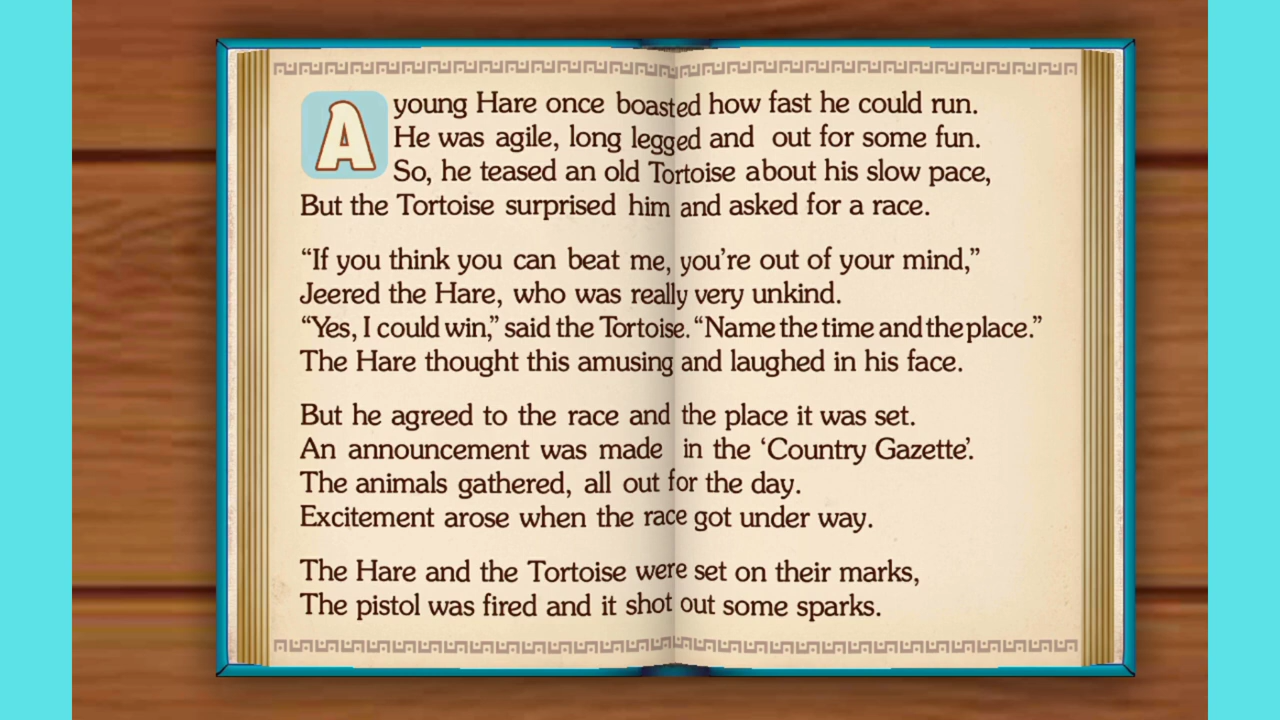 A young Hare once boasted how fast he could run.
He was agile, long legged and out for some fun.
So, he teased an old Tortoise about his slow pace,
But the Tortoise surprised him and asked for a race.
“If you think you can beat me, you’re out of your mind,”
Jeered the Hare, who was really very unkind.
“Yes, I could win,” said the Tortoise. “Name the time and the place.”
The Hare thought this amusing and laughed in his face.
But he agreed to the race and the place it was set.
An announcement was made in the ‘Country Gazette’.
The animals gathered, all out for the day.
Excitement arose when the race got under way.
The Hare and the Tortoise were set on their marks,
The pistol was fired and it shot out some sparks.